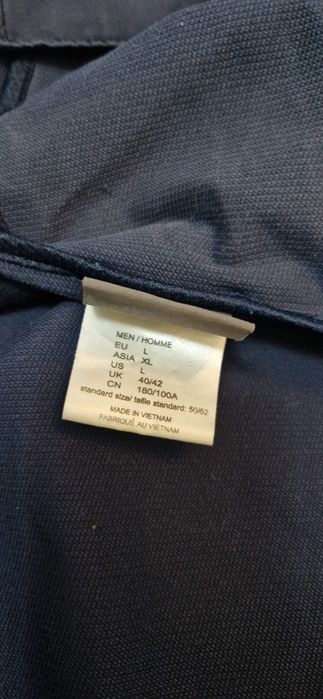 MEN / HOMME
EU L
ASIA XL
US L
UK 40/42
CN 180/100A
standard size/ taille standard: 50/52
MADE IN VIETNAM
FABRIQUÉ AU VIETNAM